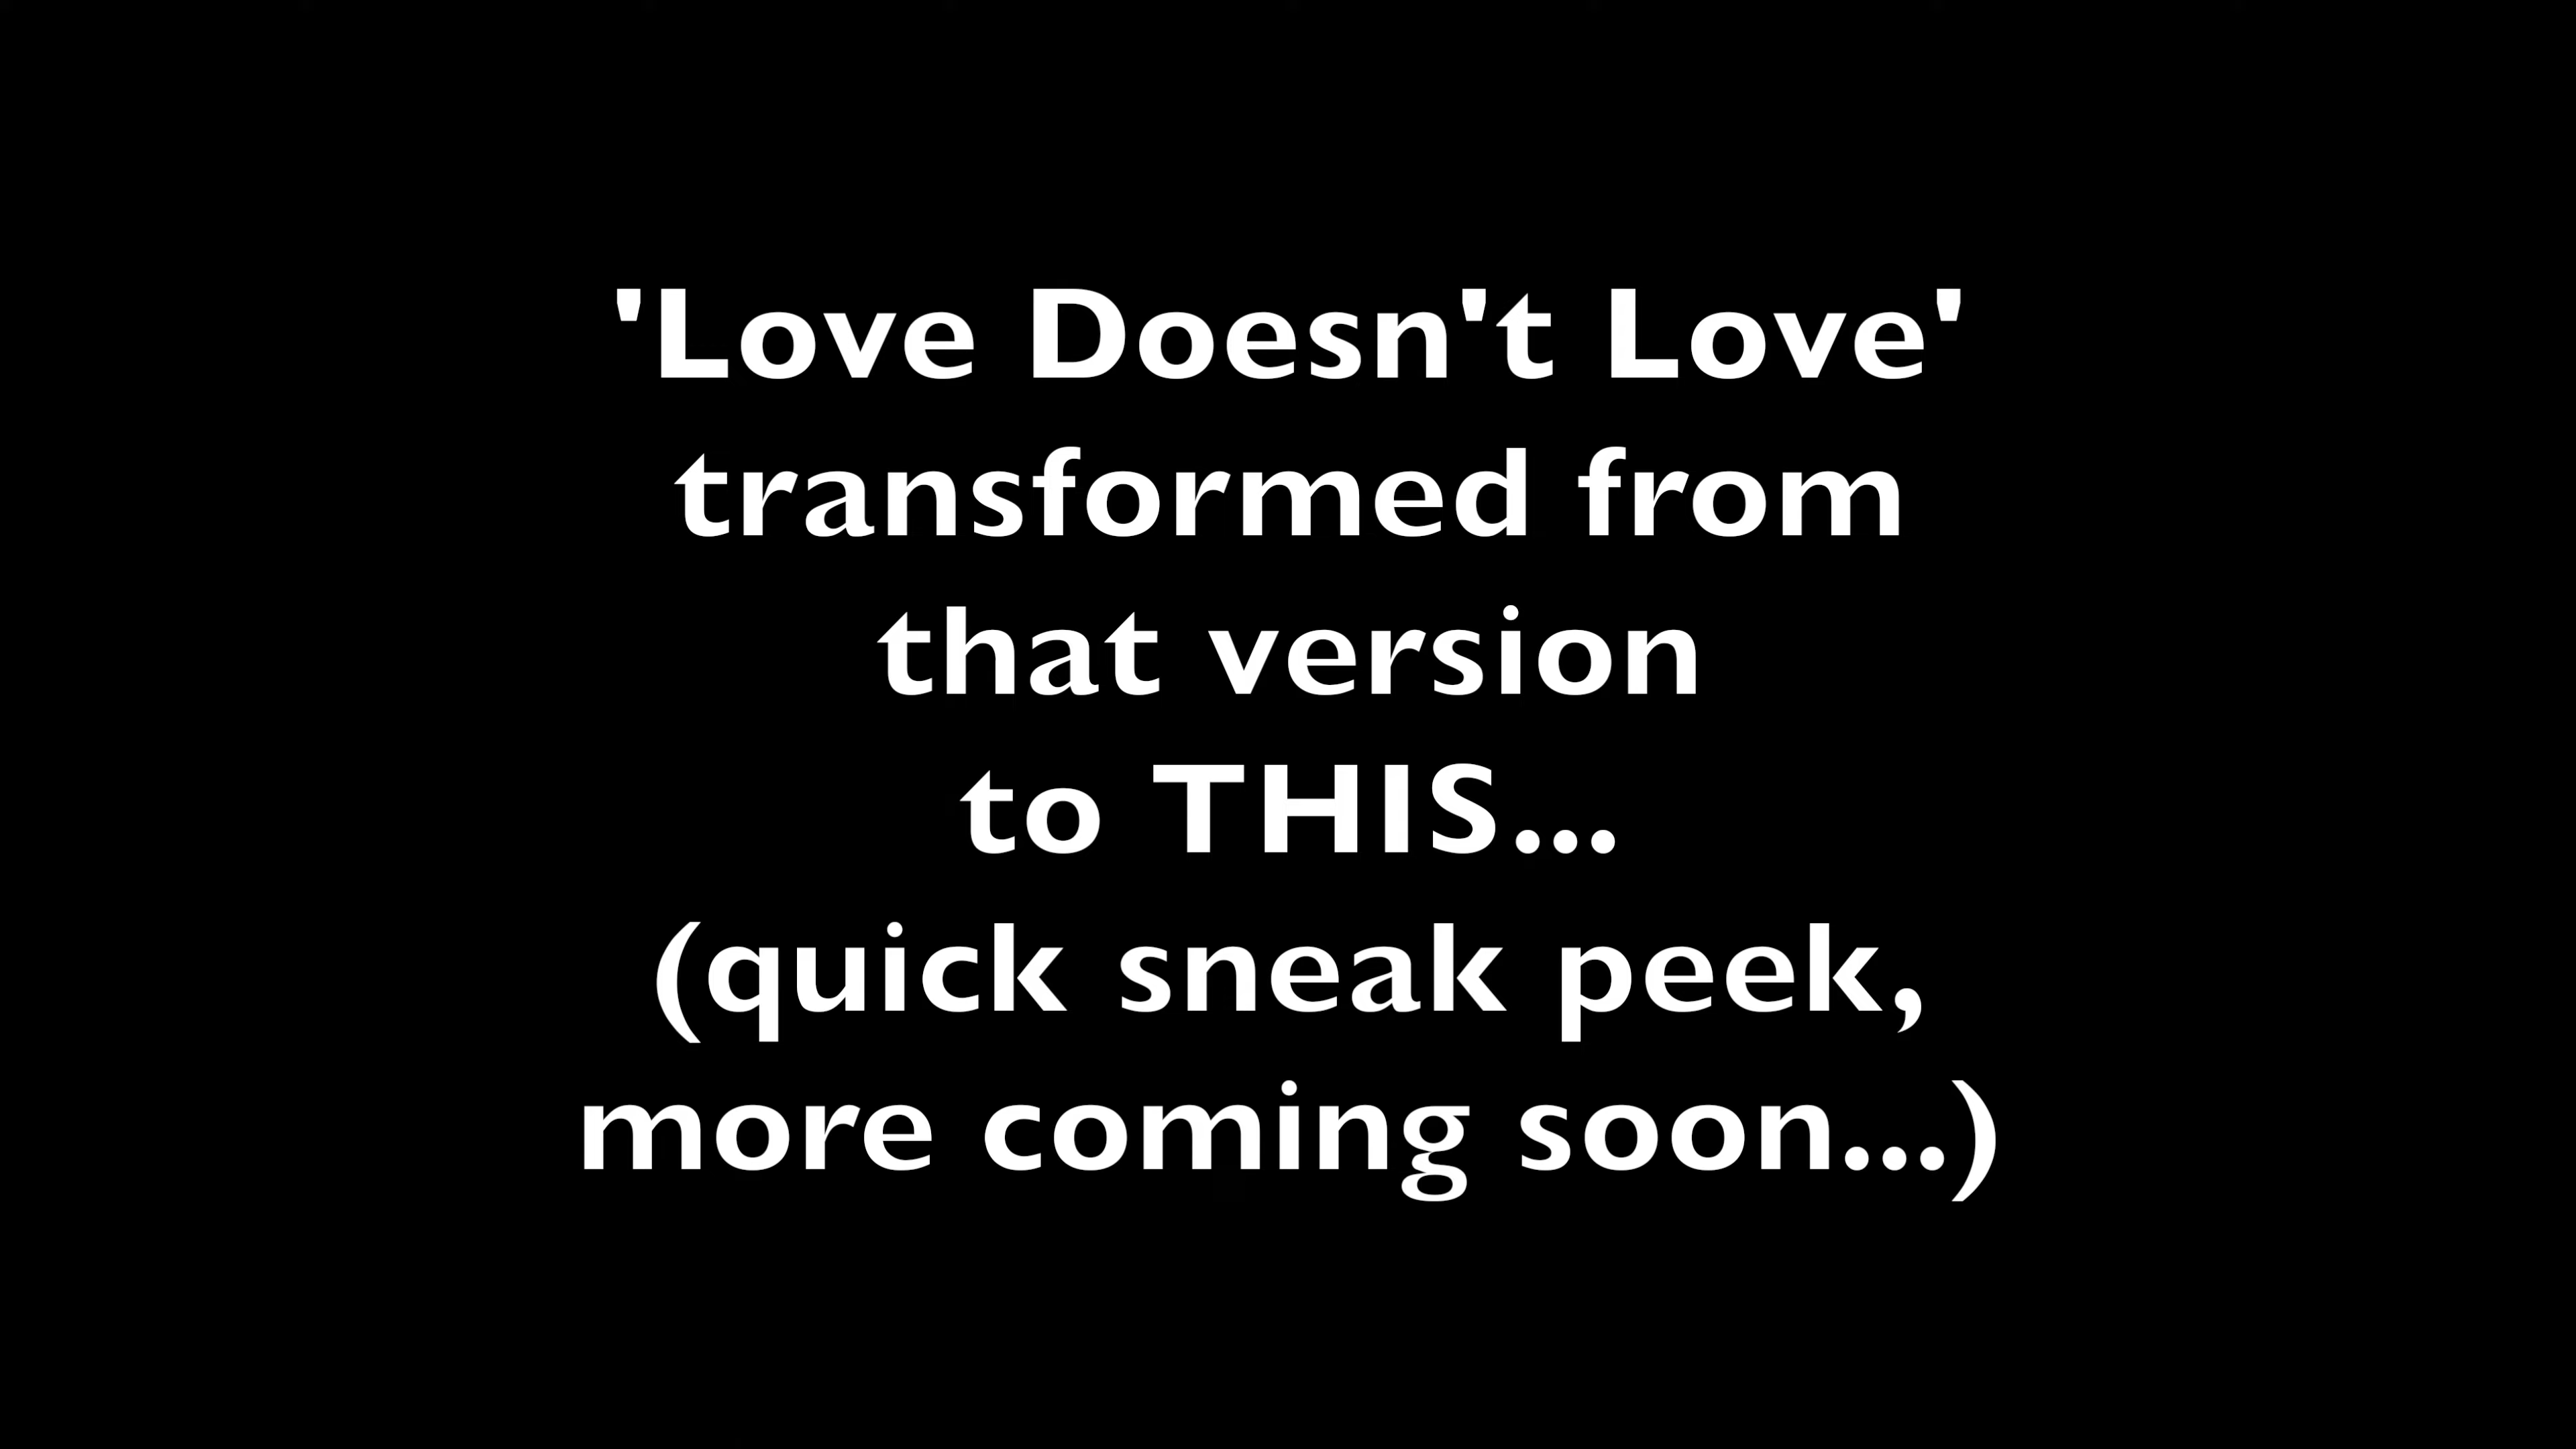 'Love Doesn't Love'
transformed from
that version
to THIS...
(quick sneak peek,
more coming soon...)